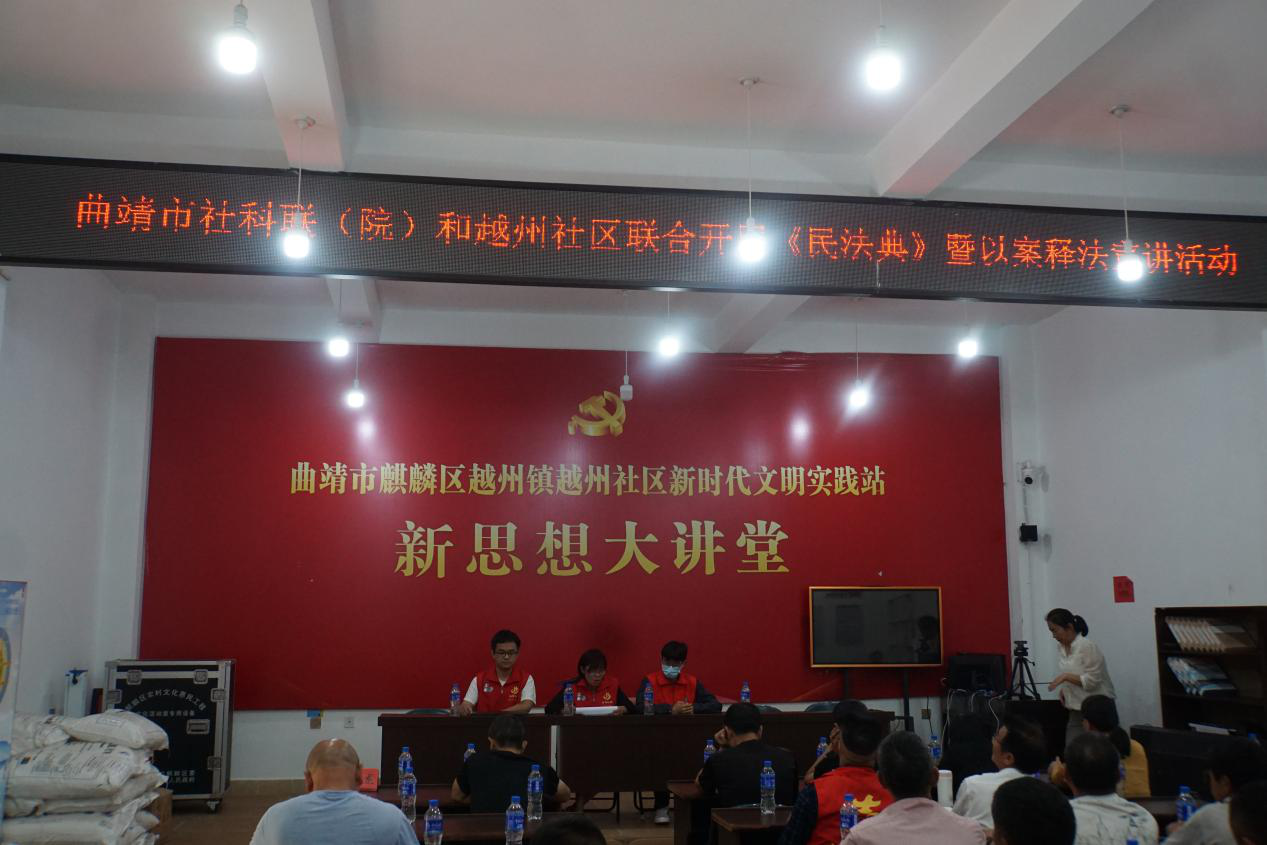 曲靖市社科联（院）和越州社区联合开 《民法典》暨以案释法 讲活动
曲靖市麒麟区越州镇越州社区新时代文明实践站
新思想大讲堂